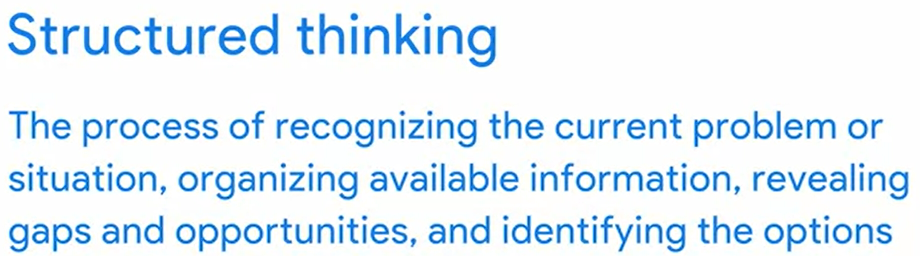 Structured thinking
The process of recognizing the current problem or
situation, organizing available information, revealing
gaps and opportunities, and identifying the options